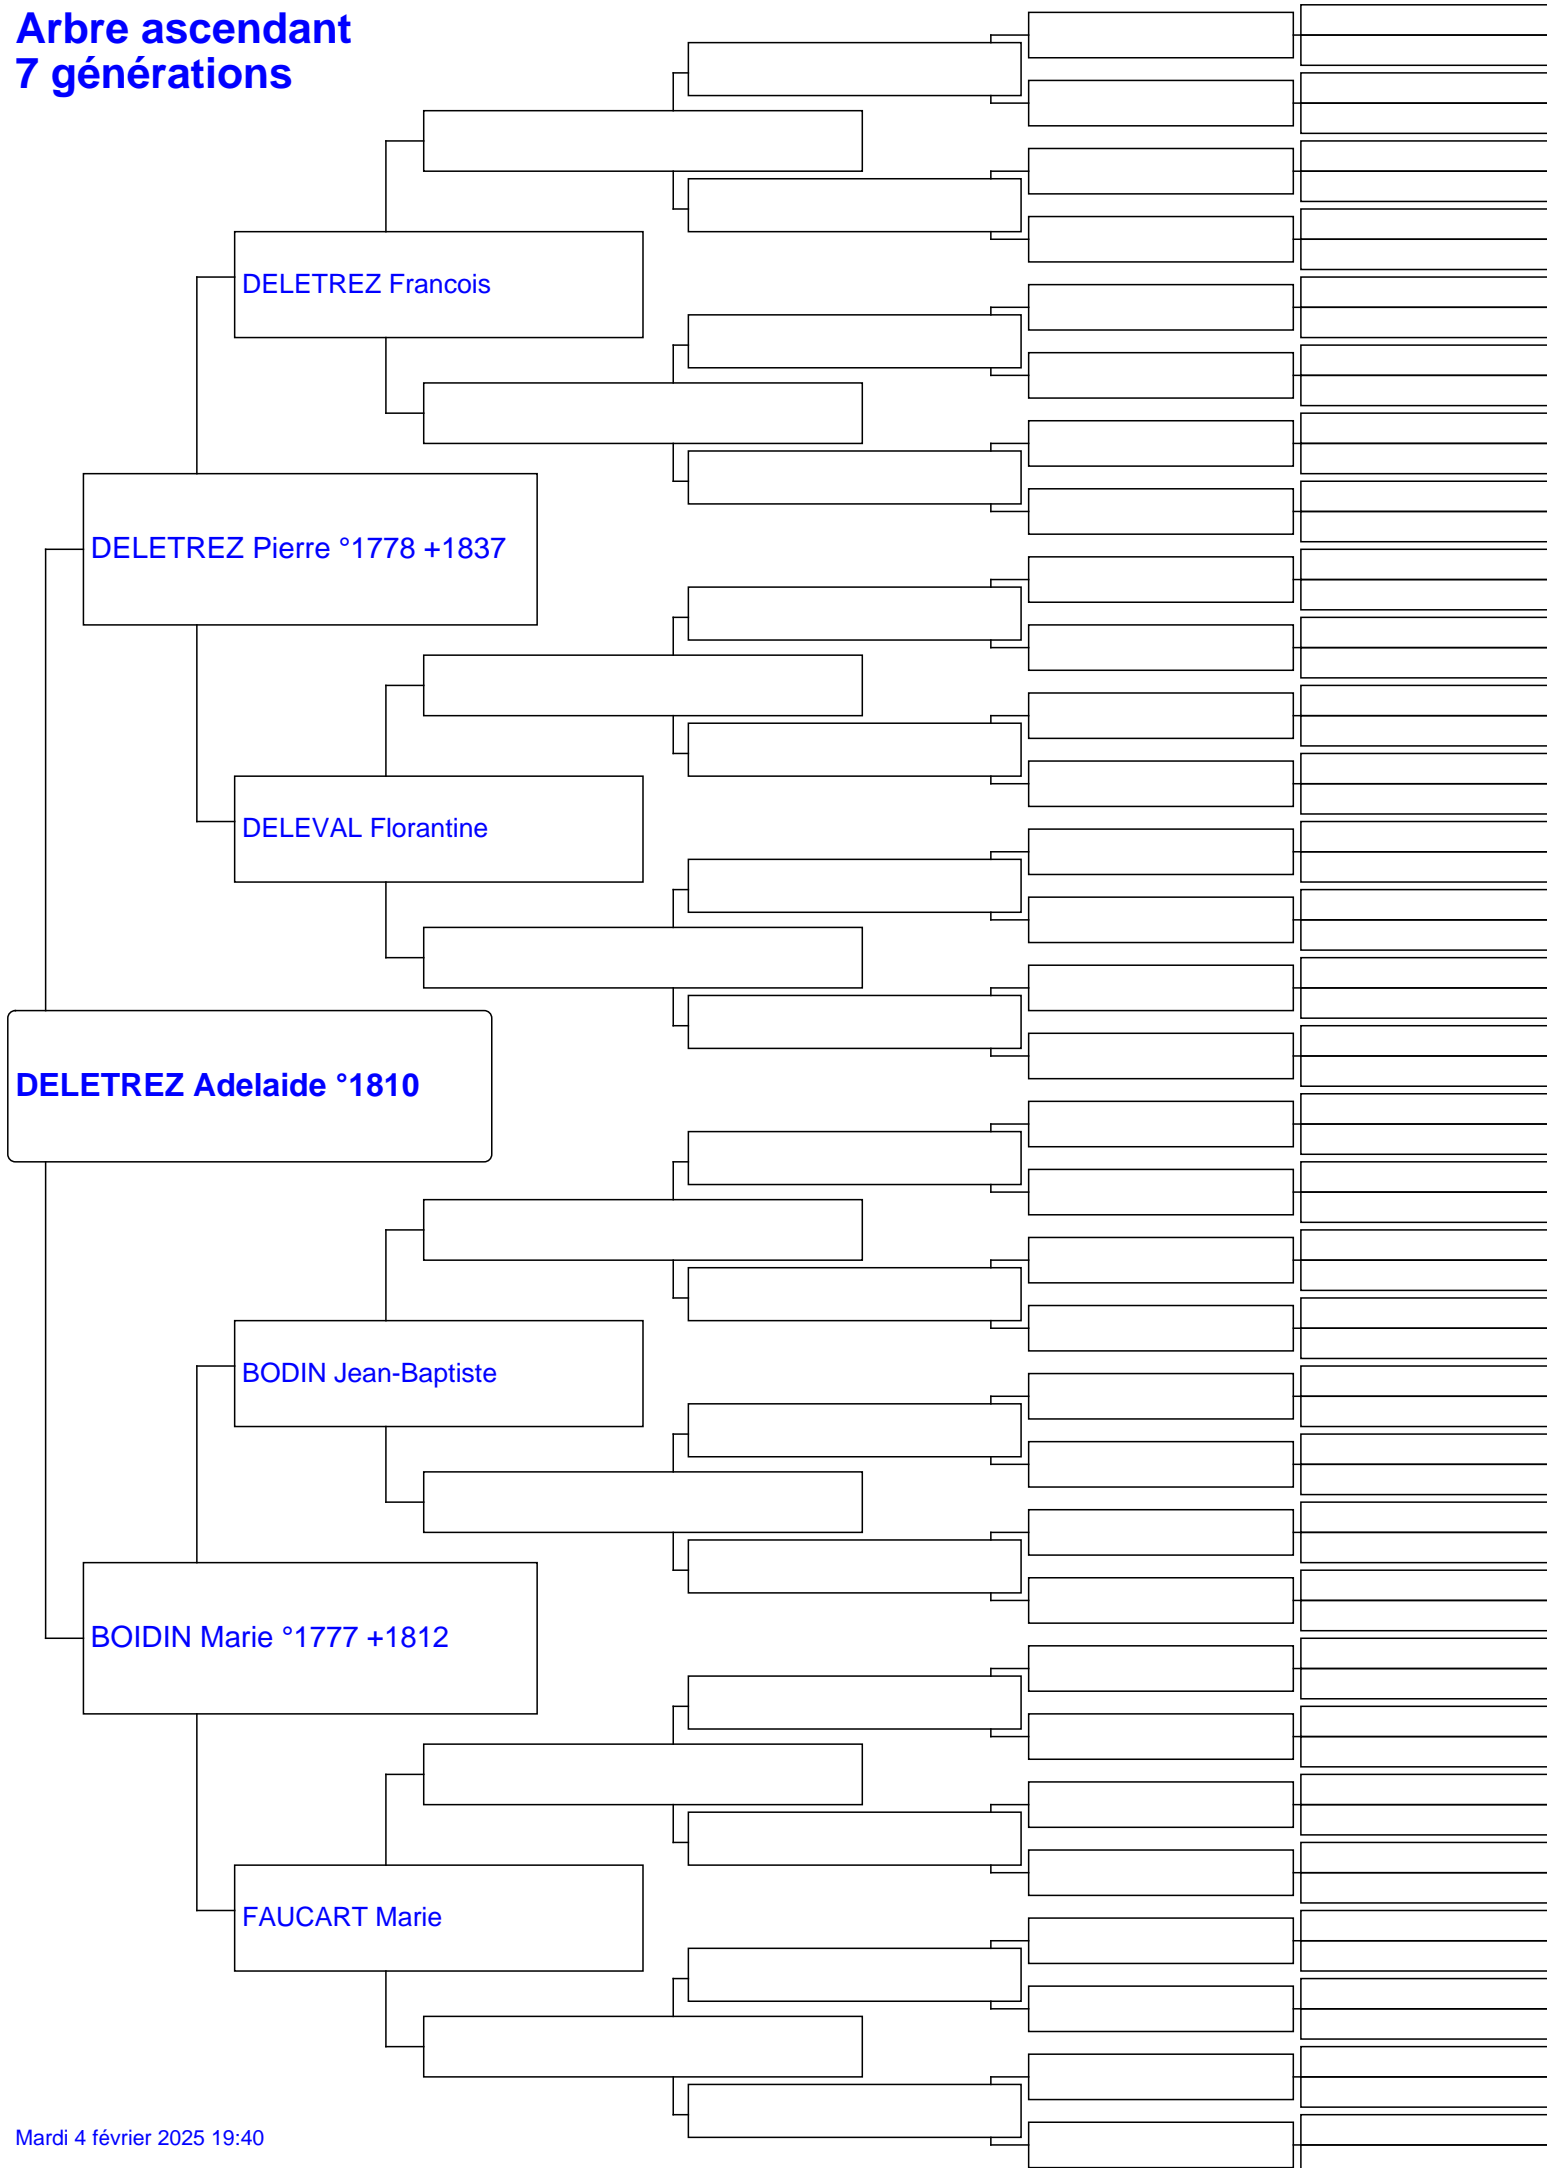 Arbre ascendant
7 générations
DELETREZ Francois
DELETREZ Pierre °1778 +1837
DELEVAL Florantine
DELETREZ Adelaide °1810
BODIN Jean-Baptiste
BOIDIN Marie °1777 +1812
FAUCART Marie
Mardi 4 février 2025 19:40